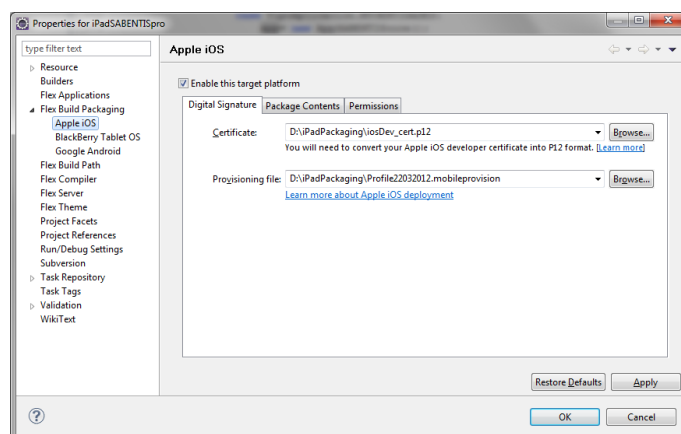 Properties for iPadSABENTISpro
type filter text
Apple iOS
Resource
Builders
Flex Applications
Flex Build Packaging
Apple iOS
BlackBerry Tablet OS
Google Android
Flex Build Path
Flex Compiler
Flex Server
Flex Theme
Project Facets
Project References
Run/Debug Settings
Subversion
Task Repository
Task Tags
Validation
WikiText
Enable this target platform
Digital Signature Package Contents Permissions
Certificate: D:\iPadPackaging\iosDev_cert.p12 Browse...
You will need to convert your Apple iOS developer certificate into P12 format. [Learn more]
Provisioning file: D:\iPadPackaging\Profile22032012.mobileprovision Browse...
Learn more about Apple iOS deployment
Restore Defaults Apply
OK Cancel